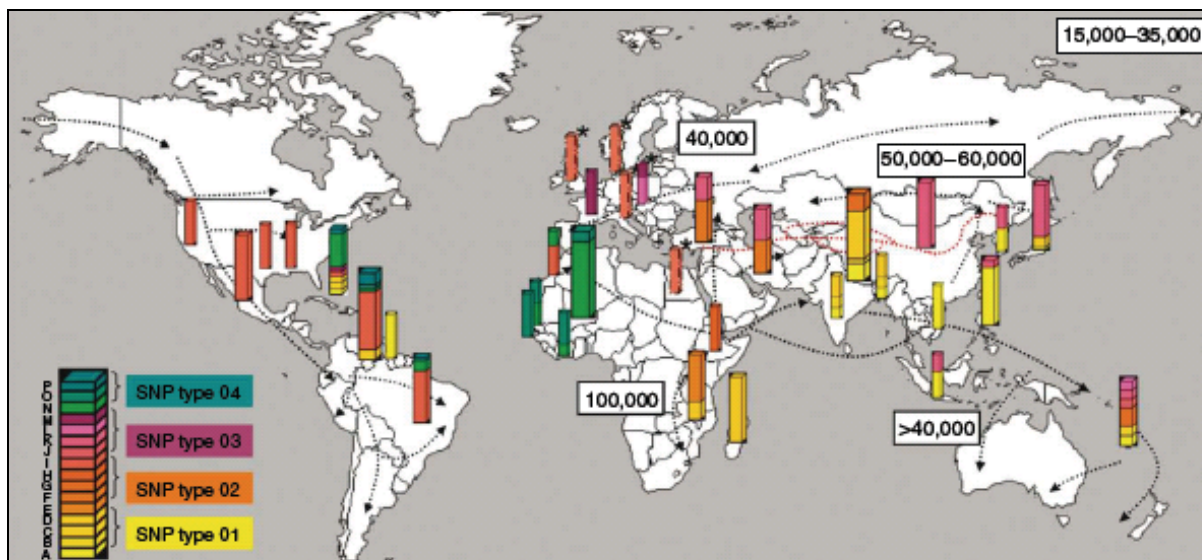 15,000–35,000
40,000
50,000–60,000
100,000
>40,000
P
O
N
M
L
K
J
I
H
G
F
E
D
C
B
A
SNP type 04
SNP type 03
SNP type 02
SNP type 01
*
*
*
*